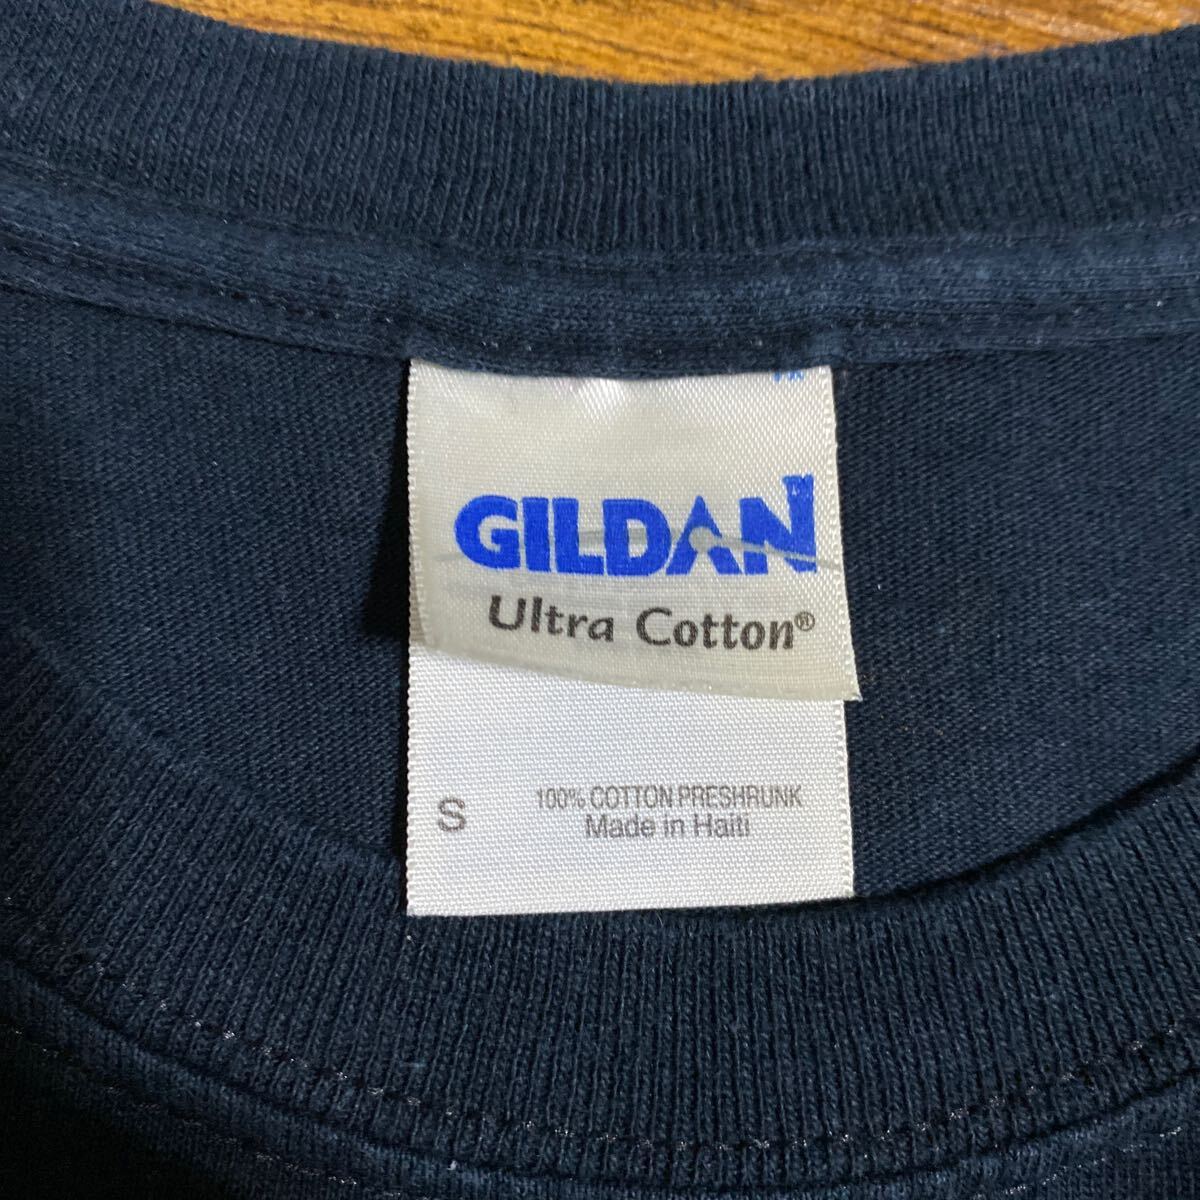 GILDAN
Ultra Cotton®
S
100% COTTON PRESHRUNK
Made in Haiti